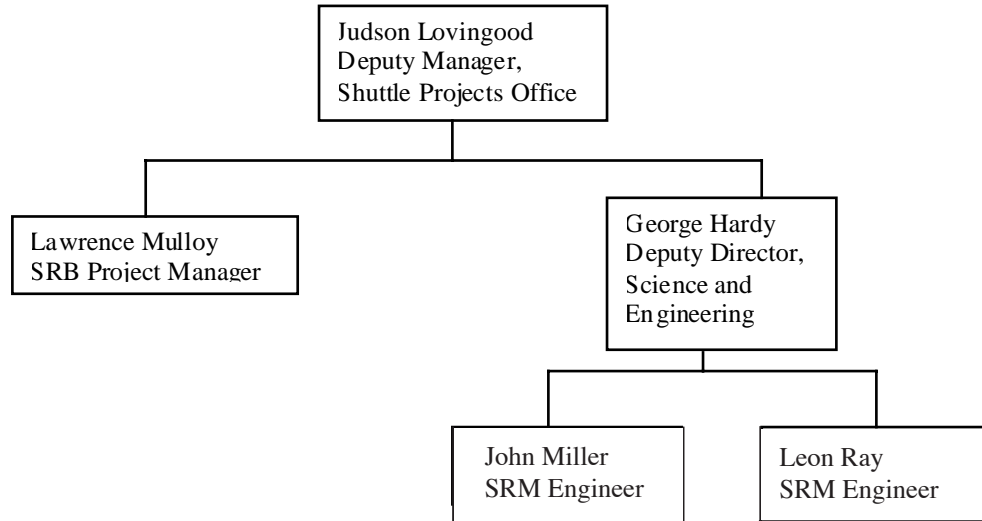 Judson Lovingood
Deputy Manager,
Shuttle Projects Office
Lawrence Mulloy
SRB Project Manager
George Hardy
Deputy Director,
Science and
Engineering
John Miller
SRM Engineer
Leon Ray
SRM Engineer